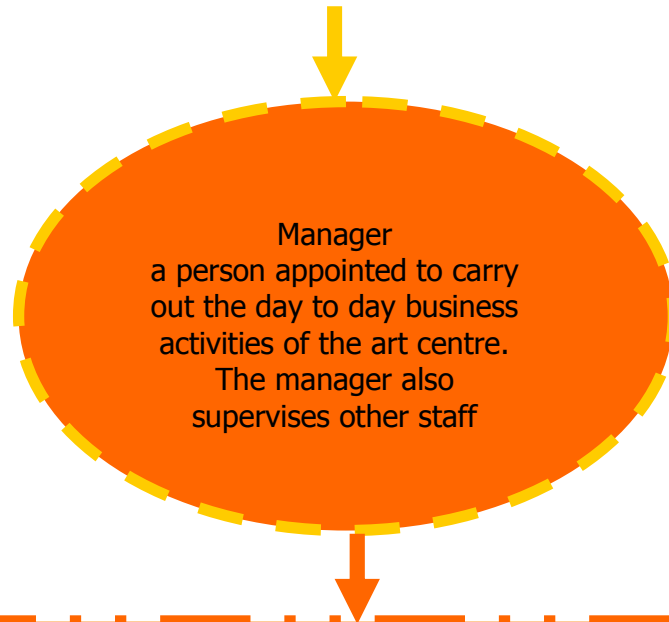 Manager
a person appointed to carry
out the day to day business
activities of the art centre.
The manager also
supervises other staff